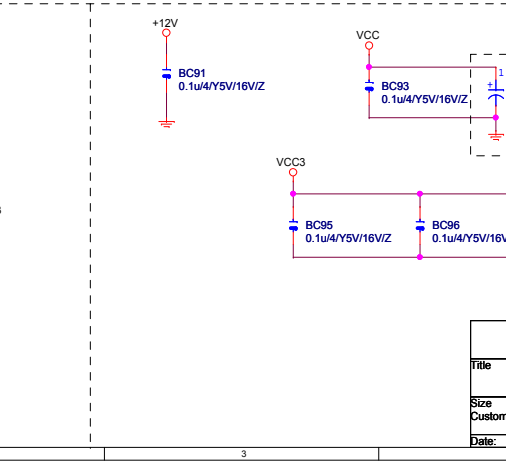 +12V
VCC
BC91
0.1u/4/Y5V/16V/Z
BC93
0.1u/4/Y5V/16V/Z
1
+
VCC3
BC95
0.1u/4/Y5V/16V/Z
BC96
0.1u/4/Y5V/16V
Title
Size
Custom
Date:
3